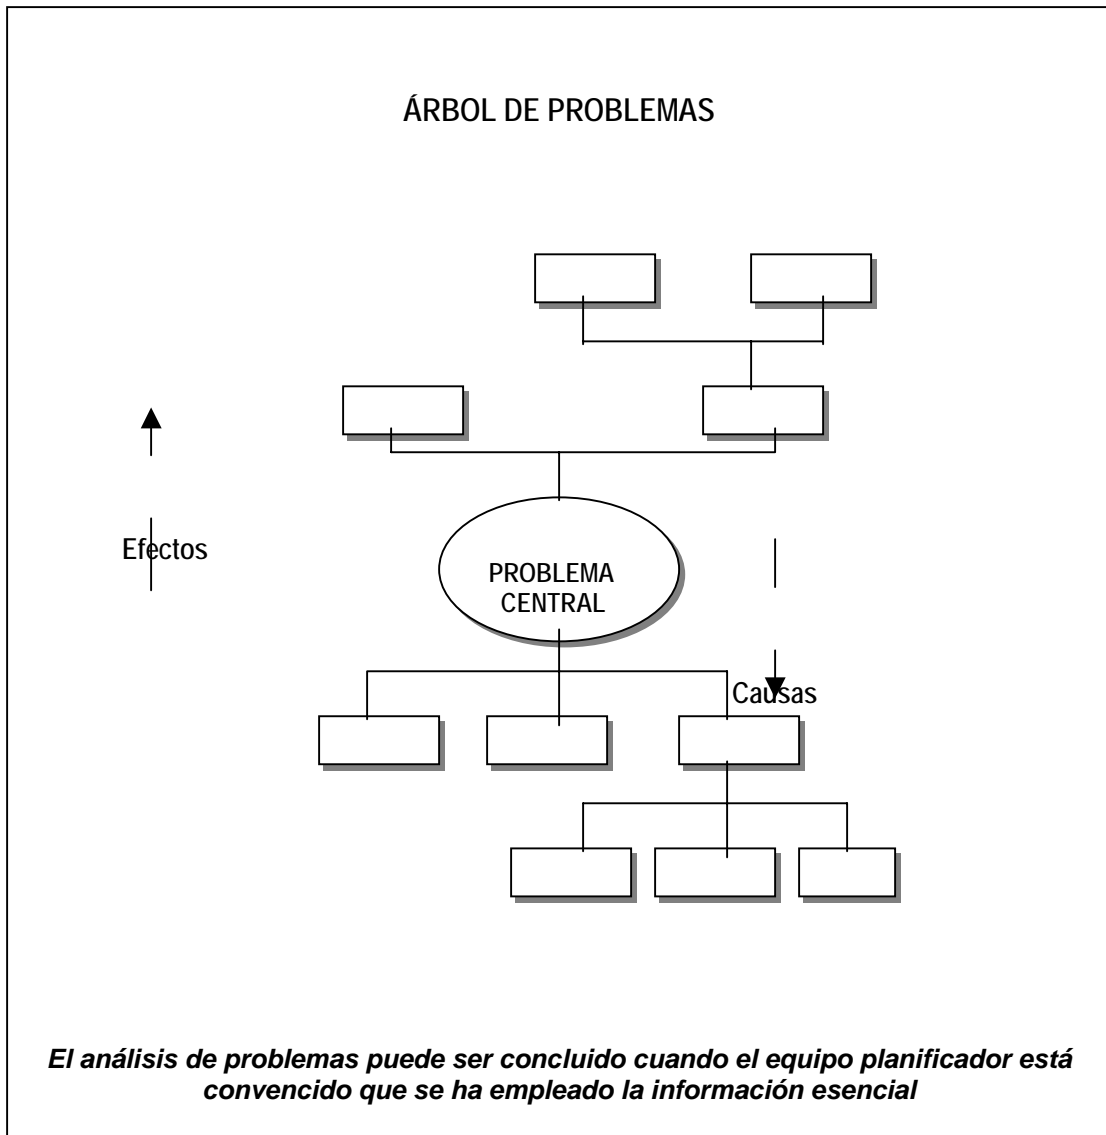 ÁRBOL DE PROBLEMAS
Efectos
PROBLEMA
CENTRAL
Causas
El análisis de problemas puede ser concluido cuando el equipo planificador está
convencido que se ha empleado la información esencial